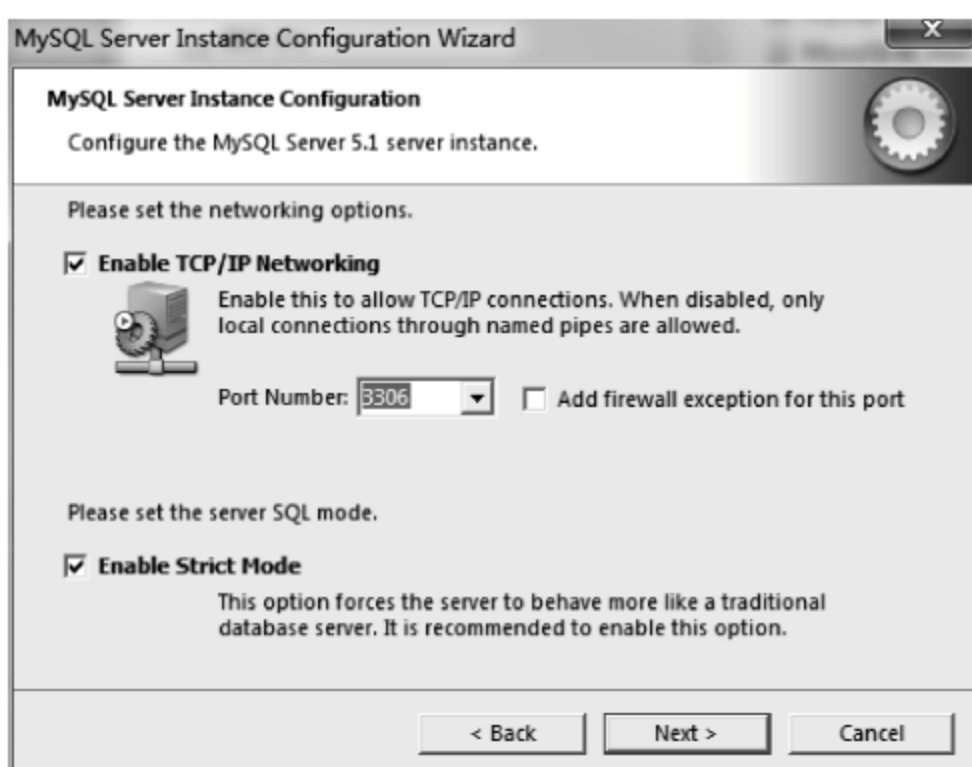 MySQL Server Instance Configuration Wizard
MySQL Server Instance Configuration
Configure the MySQL Server 5.1 server instance.
Please set the networking options.
Enable TCP/IP Networking
Enable this to allow TCP/IP connections. When disabled, only
local connections through named pipes are allowed.
Port Number: 3306 Add firewall exception for this port
Please set the server SQL mode.
Enable Strict Mode
This option forces the server to behave more like a traditional
database server. It is recommended to enable this option.
< Back Next > Cancel